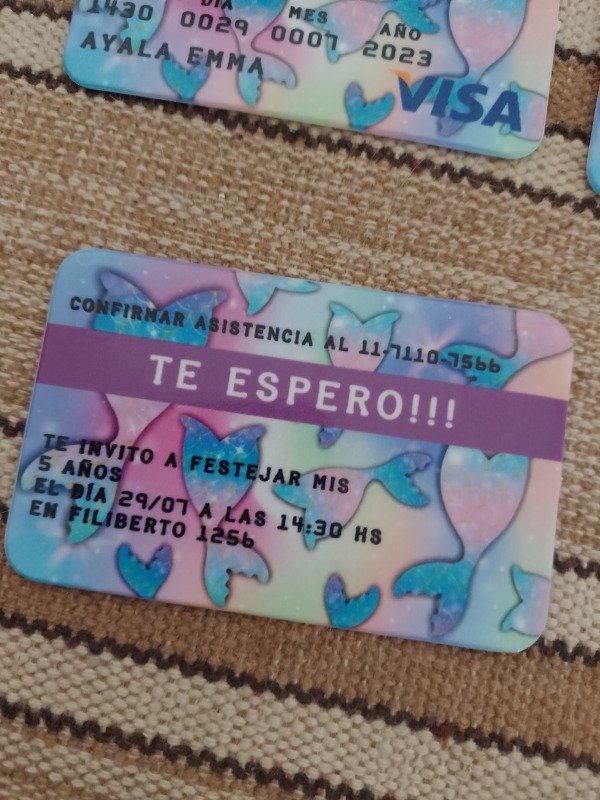 DIA MES AÑO
1430 0029 0007 2023
AYALA EMMA
VISA
CONFIRMAR ASISTENCIA AL 11-7110-7566
TE ESPERO!!!
TE INVITO A FESTEJAR MIS
5 AÑOS
EL DÍA 29/07 A LAS 14:30 HS
EN FILIBERTO 1256